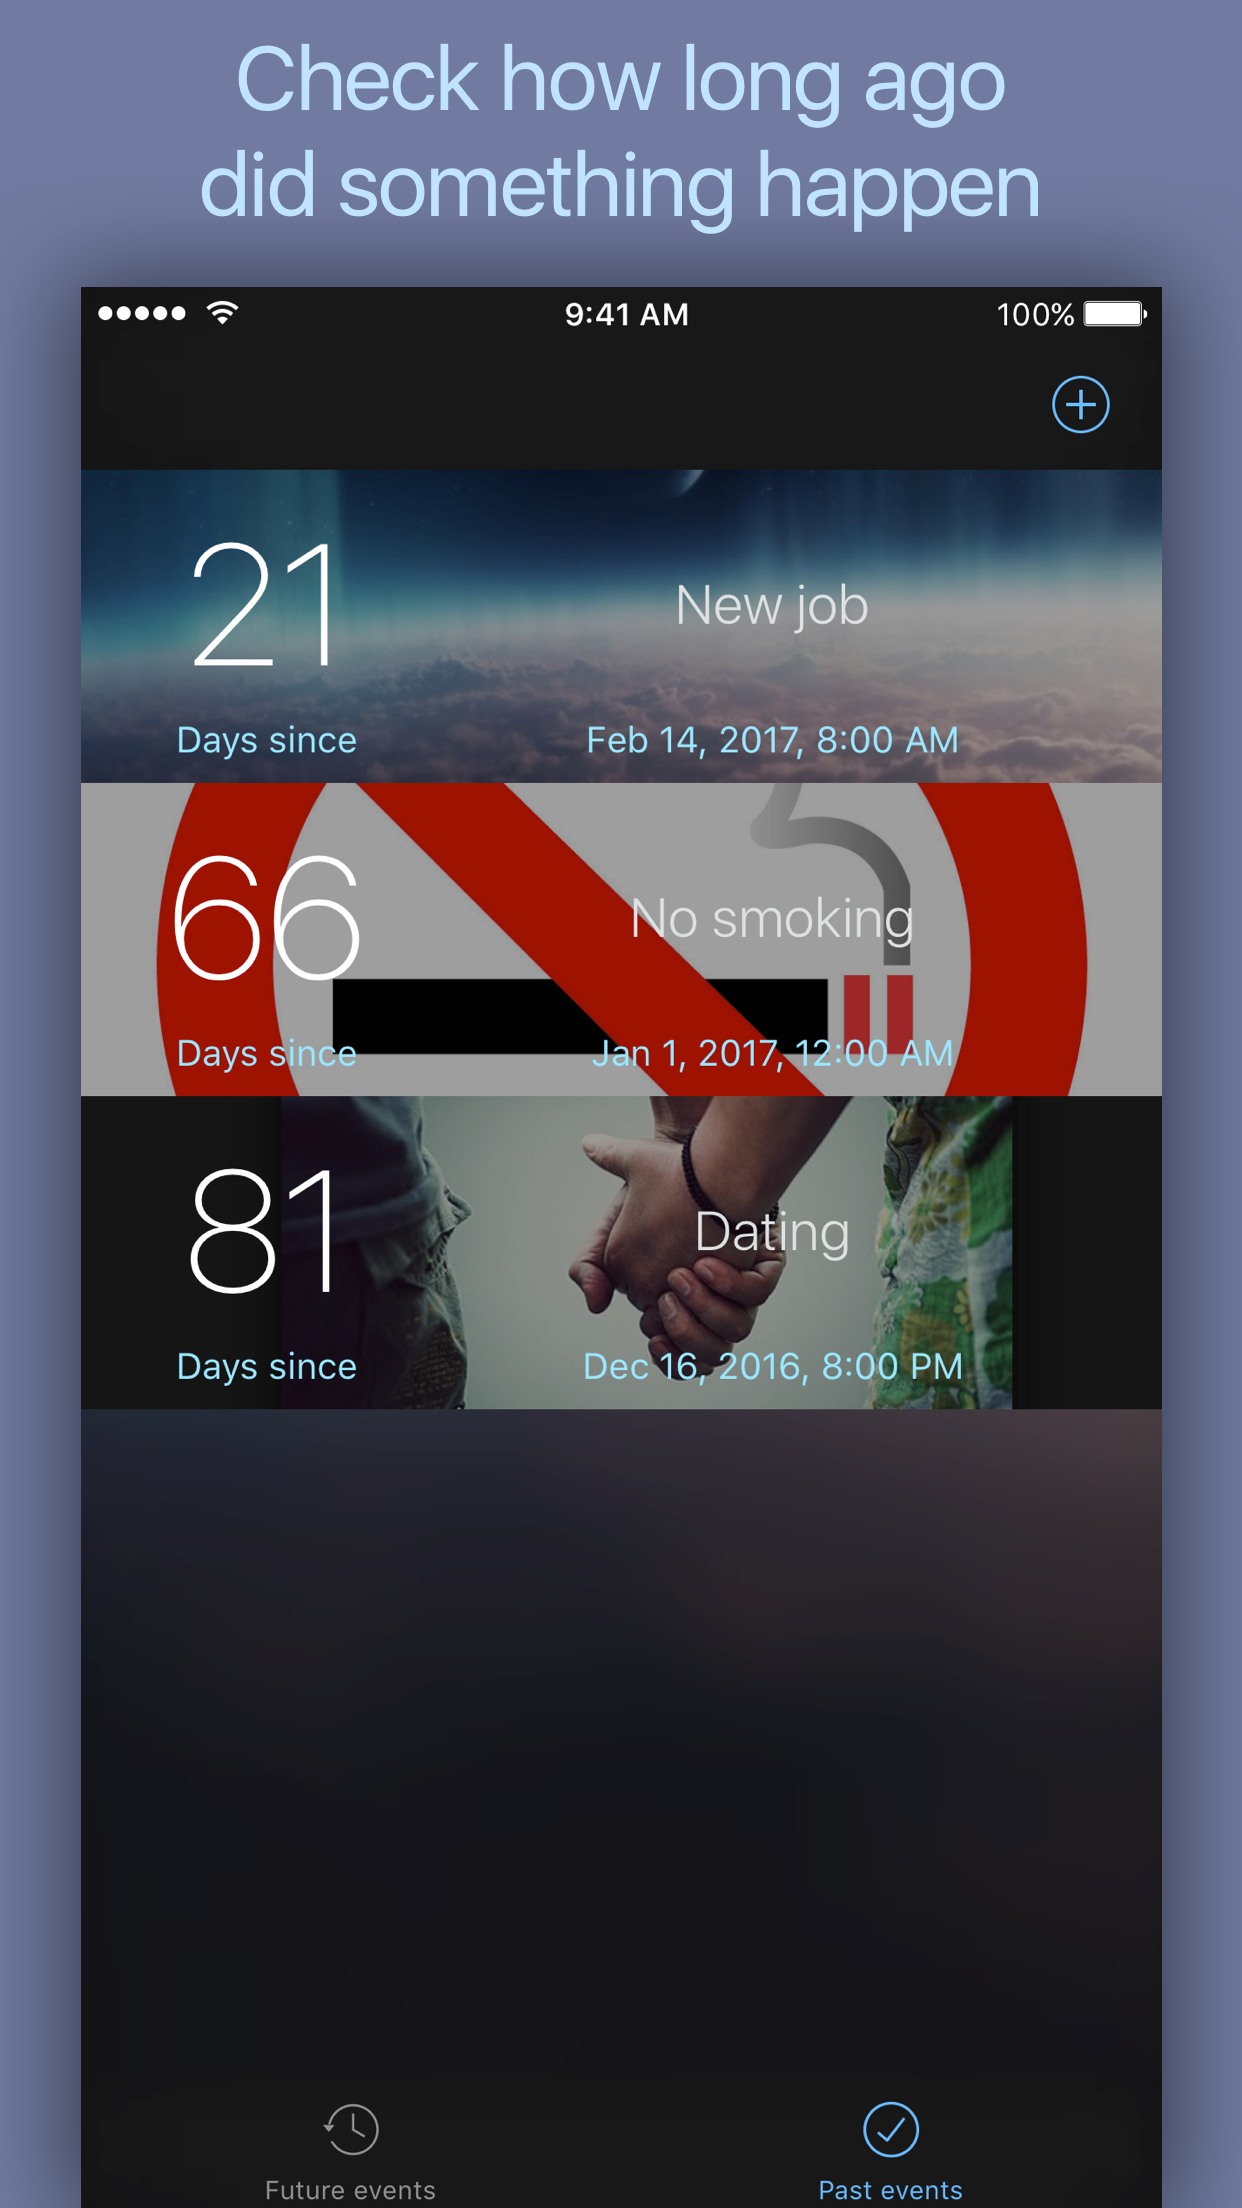 Check how long ago
did something happen
9:41 AM
100%
21
New job
Days since
Feb 14, 2017, 8:00 AM
66
No smoking
Days since
Jan 1, 2017, 12:00 AM
81
Dating
Days since
Dec 16, 2016, 8:00 PM
Future events
Past events